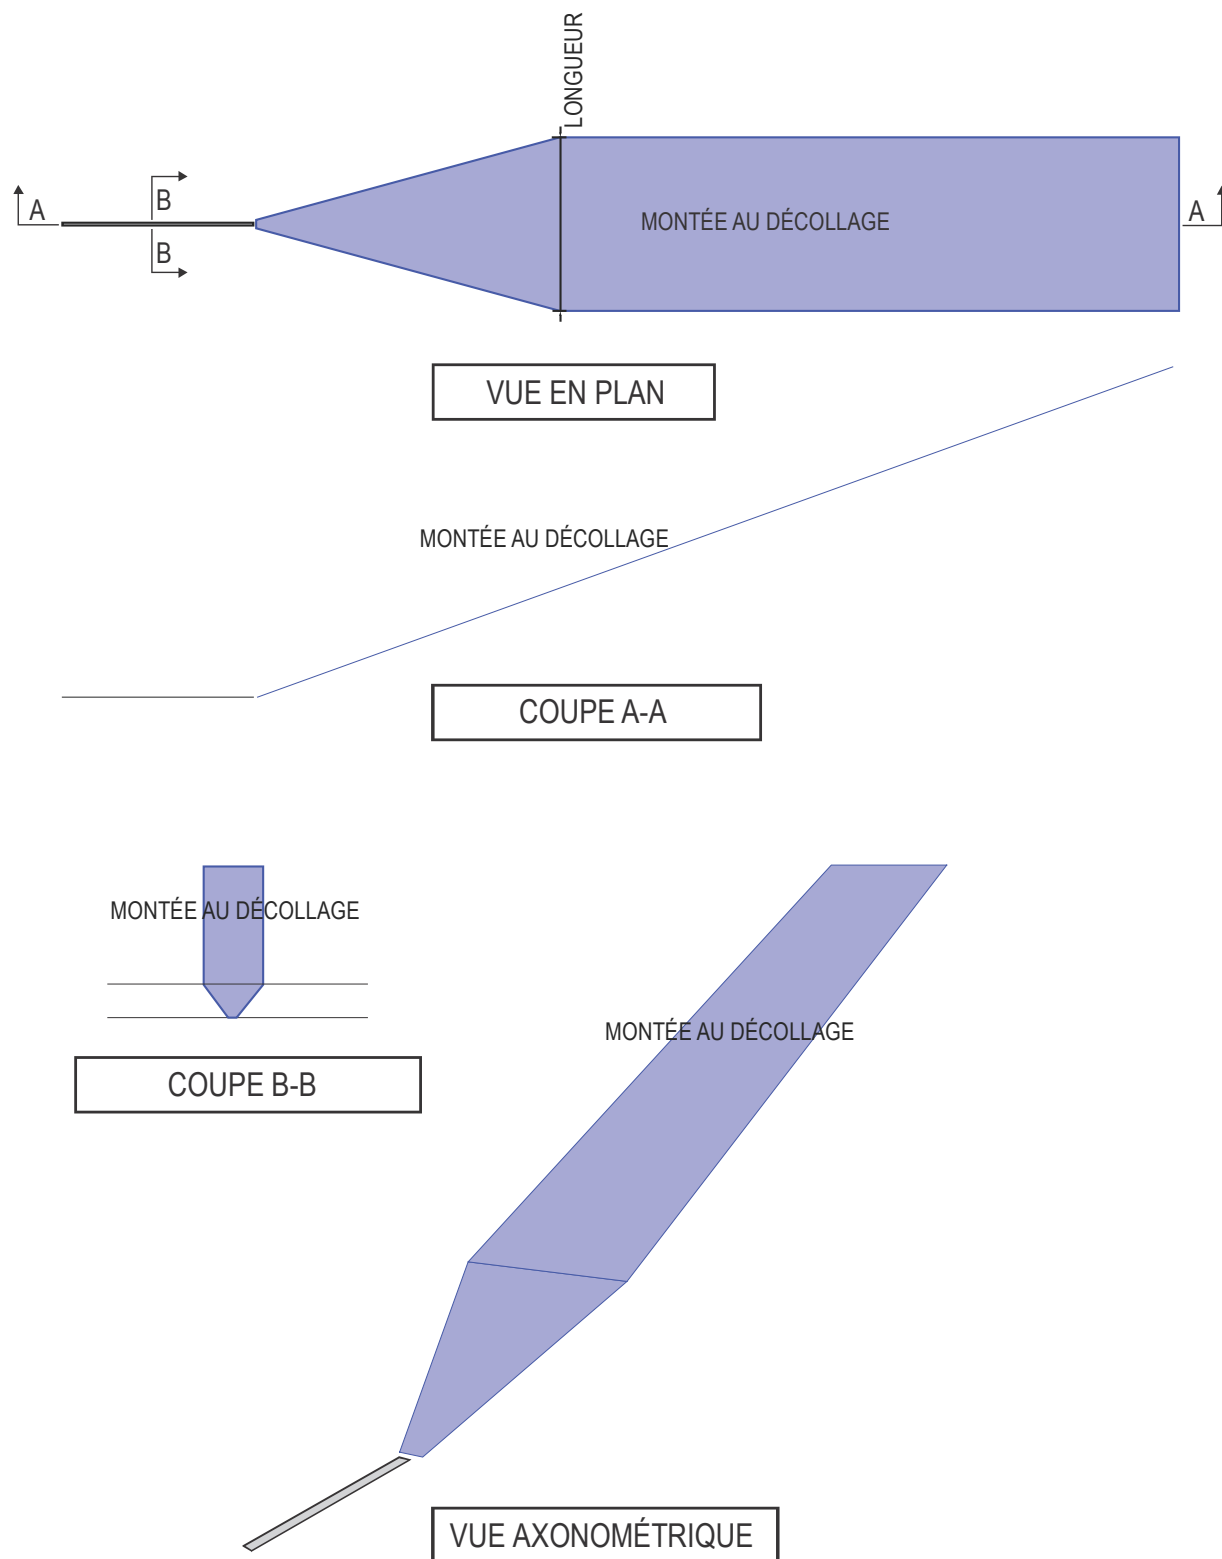 LONGUEUR
B
A
MONTÉE AU DÉCOLLAGE
A
B
VUE EN PLAN
MONTÉE AU DÉCOLLAGE
COUPE A-A
MONTÉE AU DÉCOLLAGE
MONTÉE AU DÉCOLLAGE
COUPE B-B
VUE AXONOMÉTRIQUE